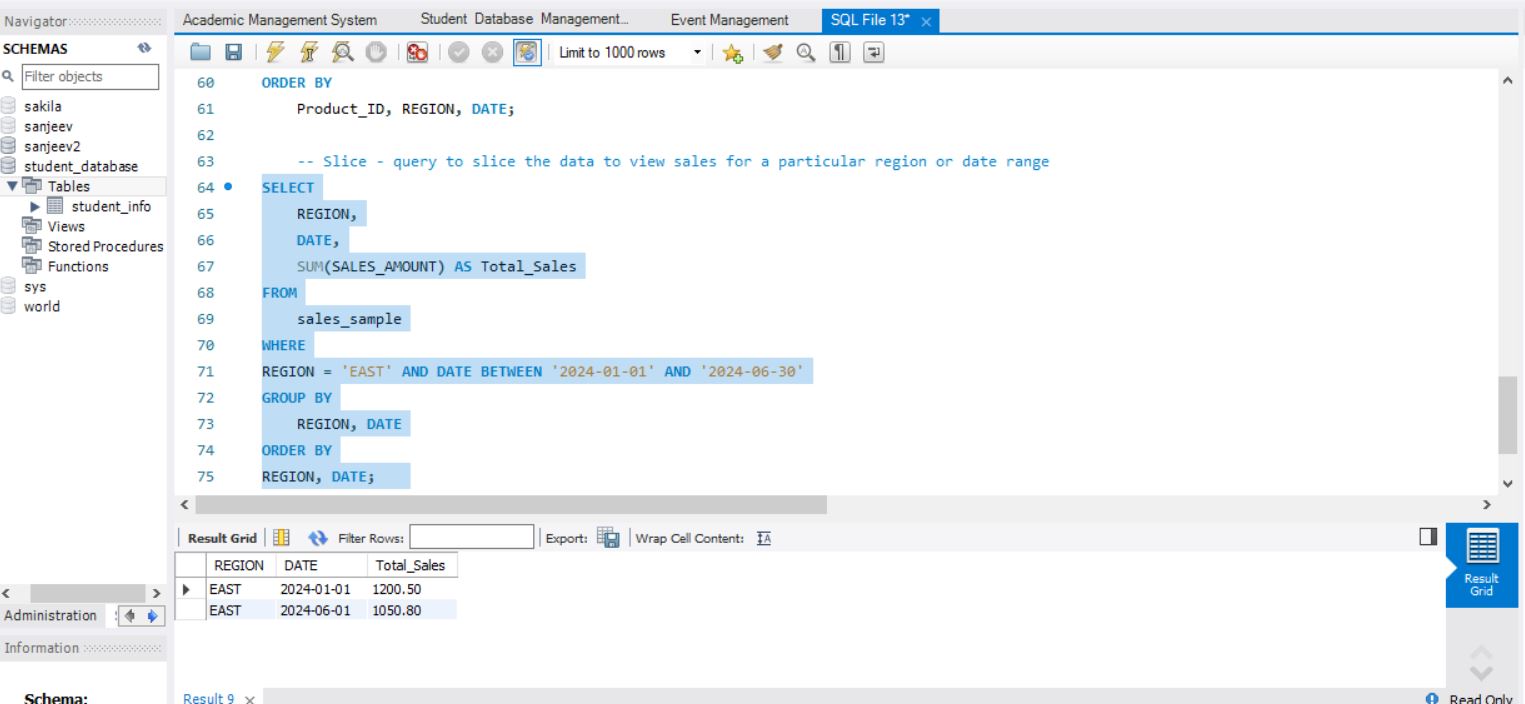 Navigator
Academic Management System Student Database Management... Event Management SQL File 13* ×
SCHEMAS
Limit to 1000 rows
Filter objects
sakila
sanjeev
sanjeev2
student_database
Tables
student_info
Views
Stored Procedures
Functions
sys
world
60 ORDER BY
61 Product_ID, REGION, DATE;
62
63 -- Slice - query to slice the data to view sales for a particular region or date range
64 SELECT
65 REGION,
66 DATE,
67 SUM(SALES_AMOUNT) AS Total_Sales
68 FROM
69 sales_sample
70 WHERE
71 REGION = 'EAST' AND DATE BETWEEN '2024-01-01' AND '2024-06-30'
72 GROUP BY
73 REGION, DATE
74 ORDER BY
75 REGION, DATE;
Result Grid Filter Rows: Export: Wrap Cell Content: IA
REGION DATE Total_Sales
EAST 2024-01-01 1200.50
EAST 2024-06-01 1050.80
Result
Grid
Administration
Information
Schema:
Result 9 ×
Read Only